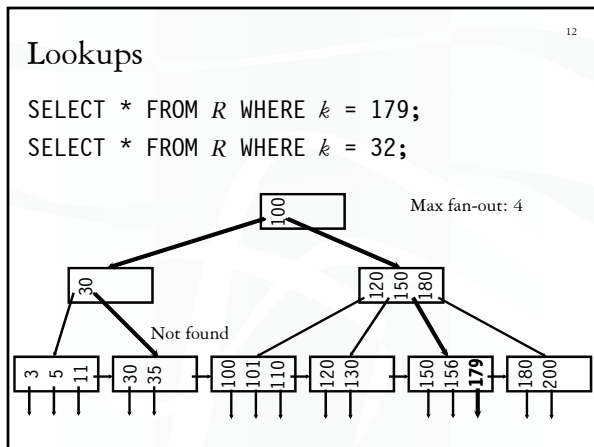 12
Lookups
SELECT * FROM R WHERE k = 179;
SELECT * FROM R WHERE k = 32;
Max fan-out: 4
100
30
120 150 180
Not found
3 5 11 30 35 100 101 110 120 130 150 156 179 180 200